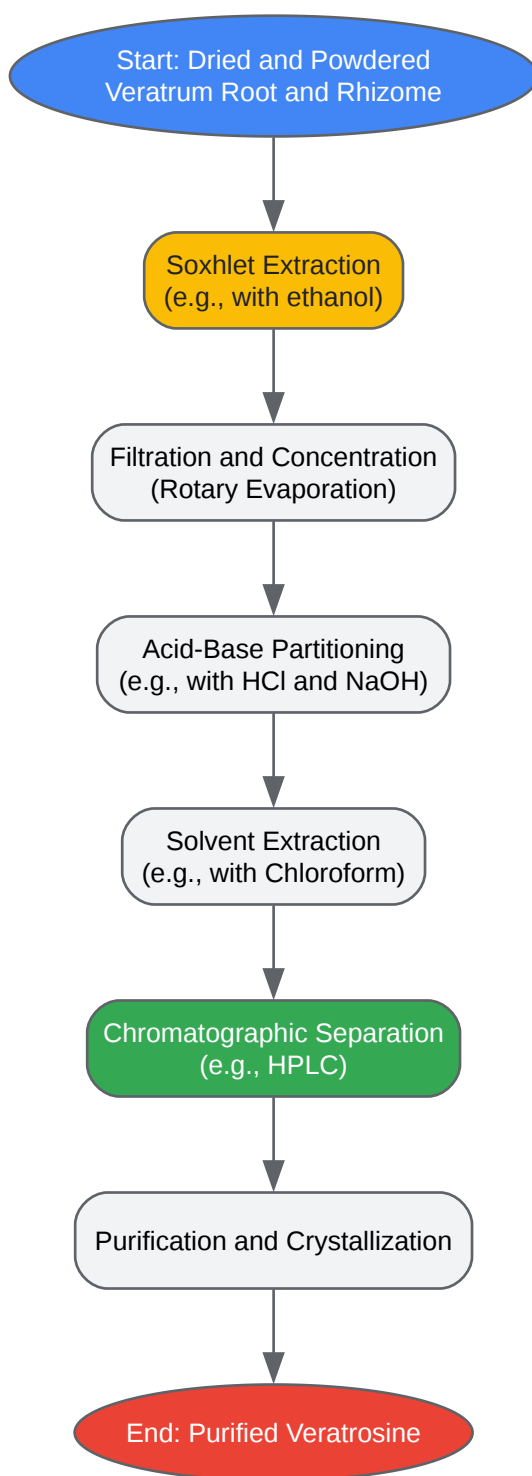 Start: Dried and Powdered
Veratrum Root and Rhizome
Soxhlet Extraction
(e.g., with ethanol)
Filtration and Concentration
(Rotary Evaporation)
Acid-Base Partitioning
(e.g., with HCl and NaOH)
Solvent Extraction
(e.g., with Chloroform)
Chromatographic Separation
(e.g., HPLC)
Purification and Crystallization
End: Purified Veratrosine